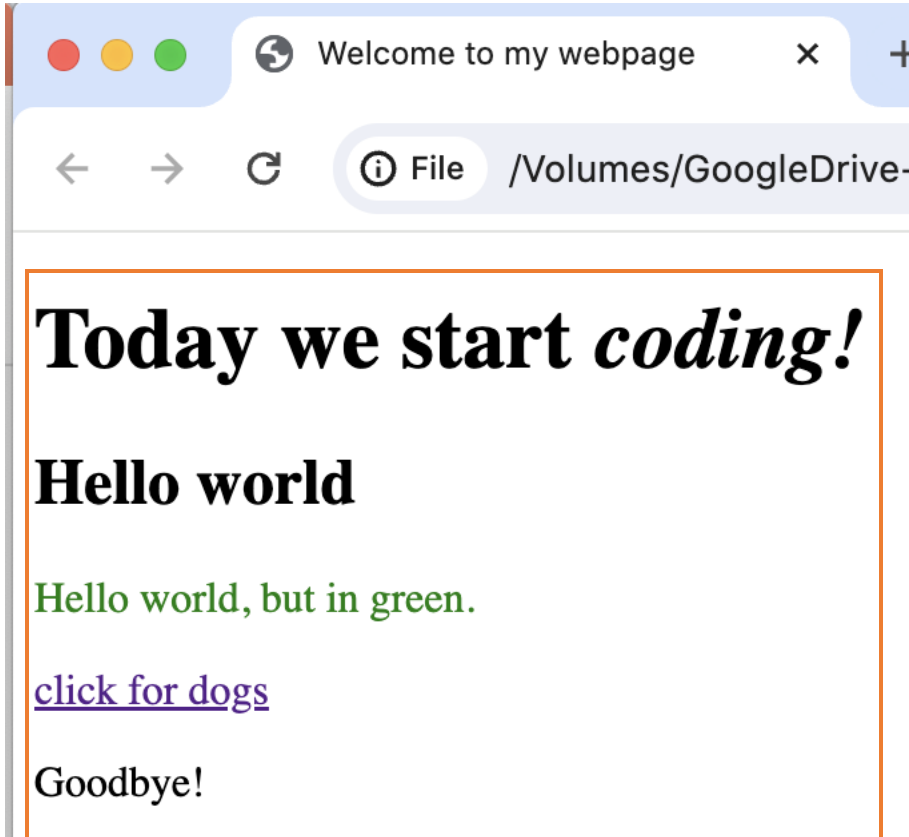 Welcome to my webpage
File /Volumes/GoogleDrive-
Today we start coding!
Hello world
Hello world, but in green.
click for dogs
Goodbye!